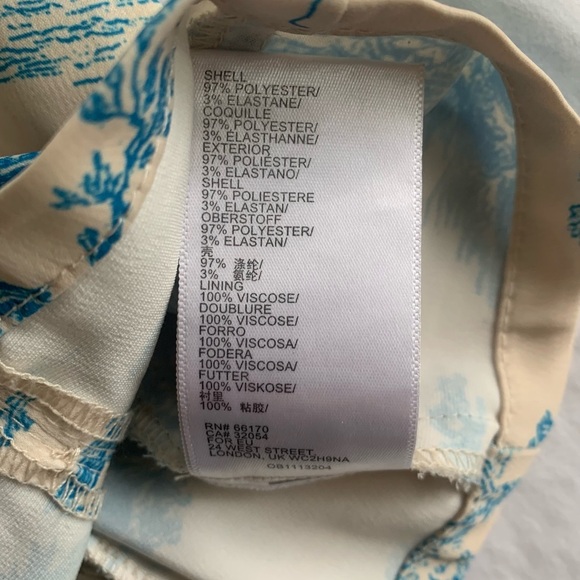 SHELL
97% POLYESTER/
3% ELASTANE/
COQUILLE
97% POLYESTER/
3% ÉLASTHANNE/
EXTERIOR
97% POLIÉSTER/
3% ELASTANO/
SHELL
97% POLIESTERE/
3% ELASTAN/
OBERSTOFF
97% POLYESTER/
3% ELASTAN/
壳
97% 涤纶/
3% 氨纶/
LINING
100% VISCOSE/
DOUBLURE
100% VISCOSE/
FORRO
100% VISCOSA/
FODERA
100% VISCOSA/
FUTTER
100% VISKOSE/
衬里
100% 粘胶/
RN# 66170
CA# 32054
FOR EU
24 WEST STREET
LONDON, UK WC2H9NA
OB1113204